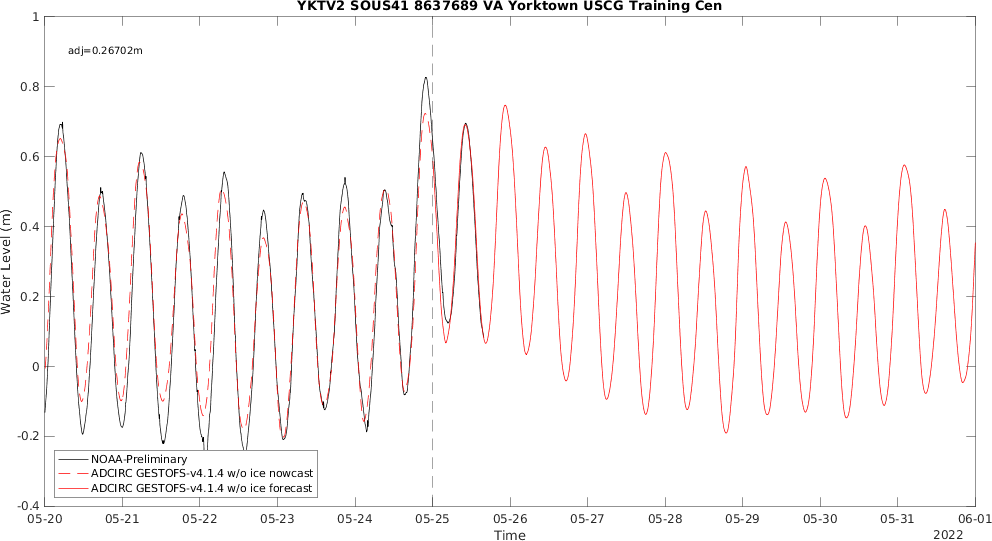 YKTV2 SOUS41 8637689 VA Yorktown USCG Training Cen
adj=0.26702m
Water Level (m)
1
0.8
0.6
0.4
0.2
0
-0.2
-0.4
NOAA-Preliminary
ADCIRC GESTOFS-v4.1.4 w/o ice nowcast
ADCIRC GESTOFS-v4.1.4 w/o ice forecast
05-20 05-21 05-22 05-23 05-24 05-25 05-26 05-27 05-28 05-29 05-30 05-31 06-01
Time
2022